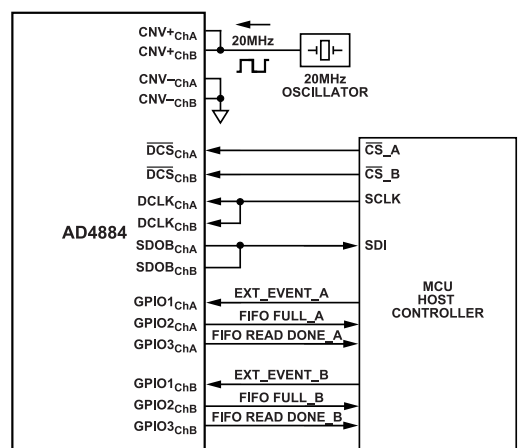 CNV+ChA
CNV+ChB
20MHz
CNV–ChA
CNV–ChB
20MHz
OSCILLATOR
DCSChA
CS_A
DCSChB
CS_B
DCLKChA
SCLK
DCLKChB
AD4884
SDOBChA
SDI
SDOBChB
MCU
HOST
CONTROLLER
GPIO1ChA
EXT_EVENT_A
GPIO2ChA
FIFO FULL_A
GPIO3ChA
FIFO READ DONE_A
GPIO1ChB
EXT_EVENT_B
GPIO2ChB
FIFO FULL_B
GPIO3ChB
FIFO READ DONE_B